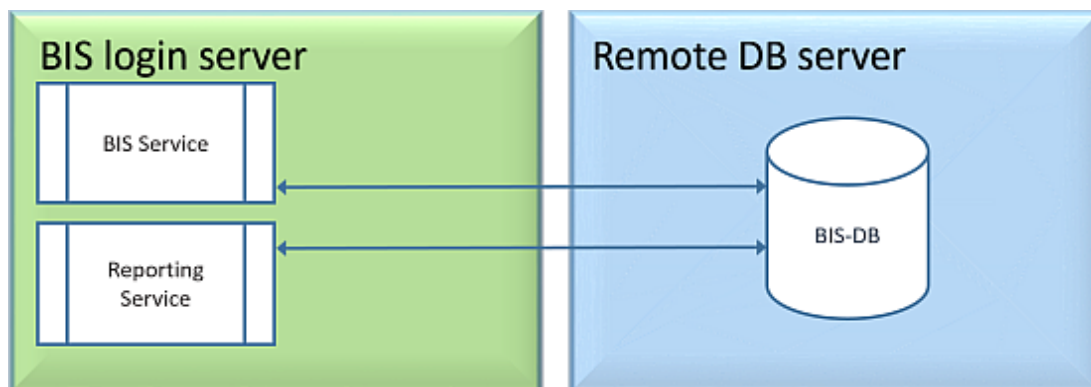 BIS login server
BIS Service
Reporting
Service
Remote DB server
BIS-DB